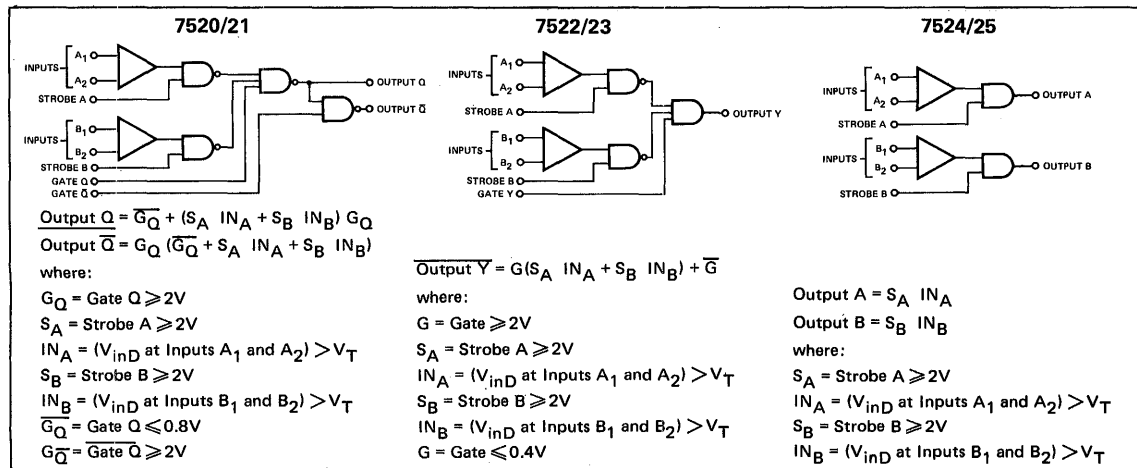 7520/21
A1
INPUTS
A2
STROBE A
B1
INPUTS
B2
STROBE B
GATE Q
GATE Q̅
OUTPUT Q
OUTPUT Q̅
Output Q = G̅Q̅ + (SA INA + SB INB) GQ
Output Q̅ = GQ (G̅Q̅ + SA INA + SB INB)
where:
GQ = Gate Q ⩾ 2V
SA = Strobe A ⩾ 2V
INA = (VinD at Inputs A1 and A2) > VT
SB = Strobe B ⩾ 2V
INB = (VinD at Inputs B1 and B2) > VT
G̅Q̅ = Gate Q ⩽ 0.8V
GQ̅ = G̅a̅t̅e̅ Q̅ ⩾ 2V
7522/23
A1
INPUTS
A2
STROBE A
B1
INPUTS
B2
STROBE B
GATE Y
OUTPUT Y
O̅u̅t̅p̅u̅t̅ Y̅ = G(SA INA + SB INB) + G̅
where:
G = Gate ⩾ 2V
SA = Strobe A ⩾ 2V
INA = (VinD at Inputs A1 and A2) > VT
SB = Strobe B ⩾ 2V
INB = (VinD at Inputs B1 and B2) > VT
G = Gate ⩽ 0.4V
7524/25
A1
INPUTS
A2
STROBE A
OUTPUT A
B1
INPUTS
B2
STROBE B
OUTPUT B
Output A = SA INA
Output B = SB INB
where:
SA = Strobe A ⩾ 2V
INA = (VinD at Inputs A1 and A2) > VT
SB = Strobe B ⩾ 2V
INB = (VinD at Inputs B1 and B2) > VT